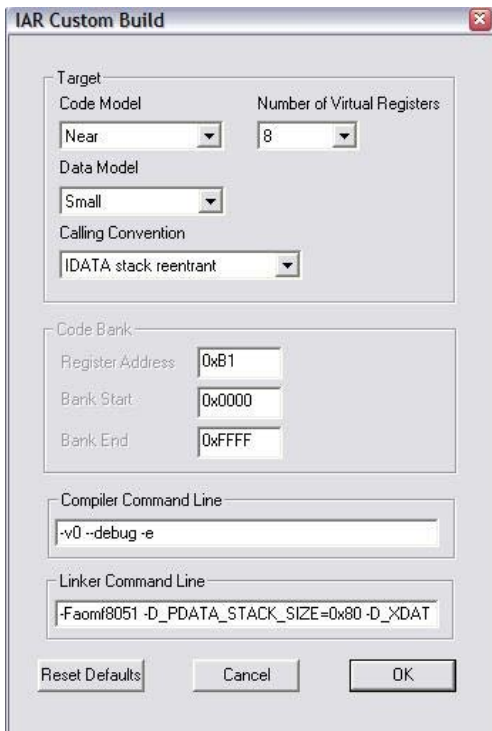 IAR Custom Build
Target
Code Model
Number of Virtual Registers
Near
8
Data Model
Small
Calling Convention
IDATA stack reentrant
Code Bank
Register Address
0xB1
Bank Start
0x0000
Bank End
0xFFFF
Compiler Command Line
-v0 --debug -e
Linker Command Line
-Faomf8051 -D_PDATA_STACK_SIZE=0x80 -D_XDAT
Reset Defaults
Cancel
OK